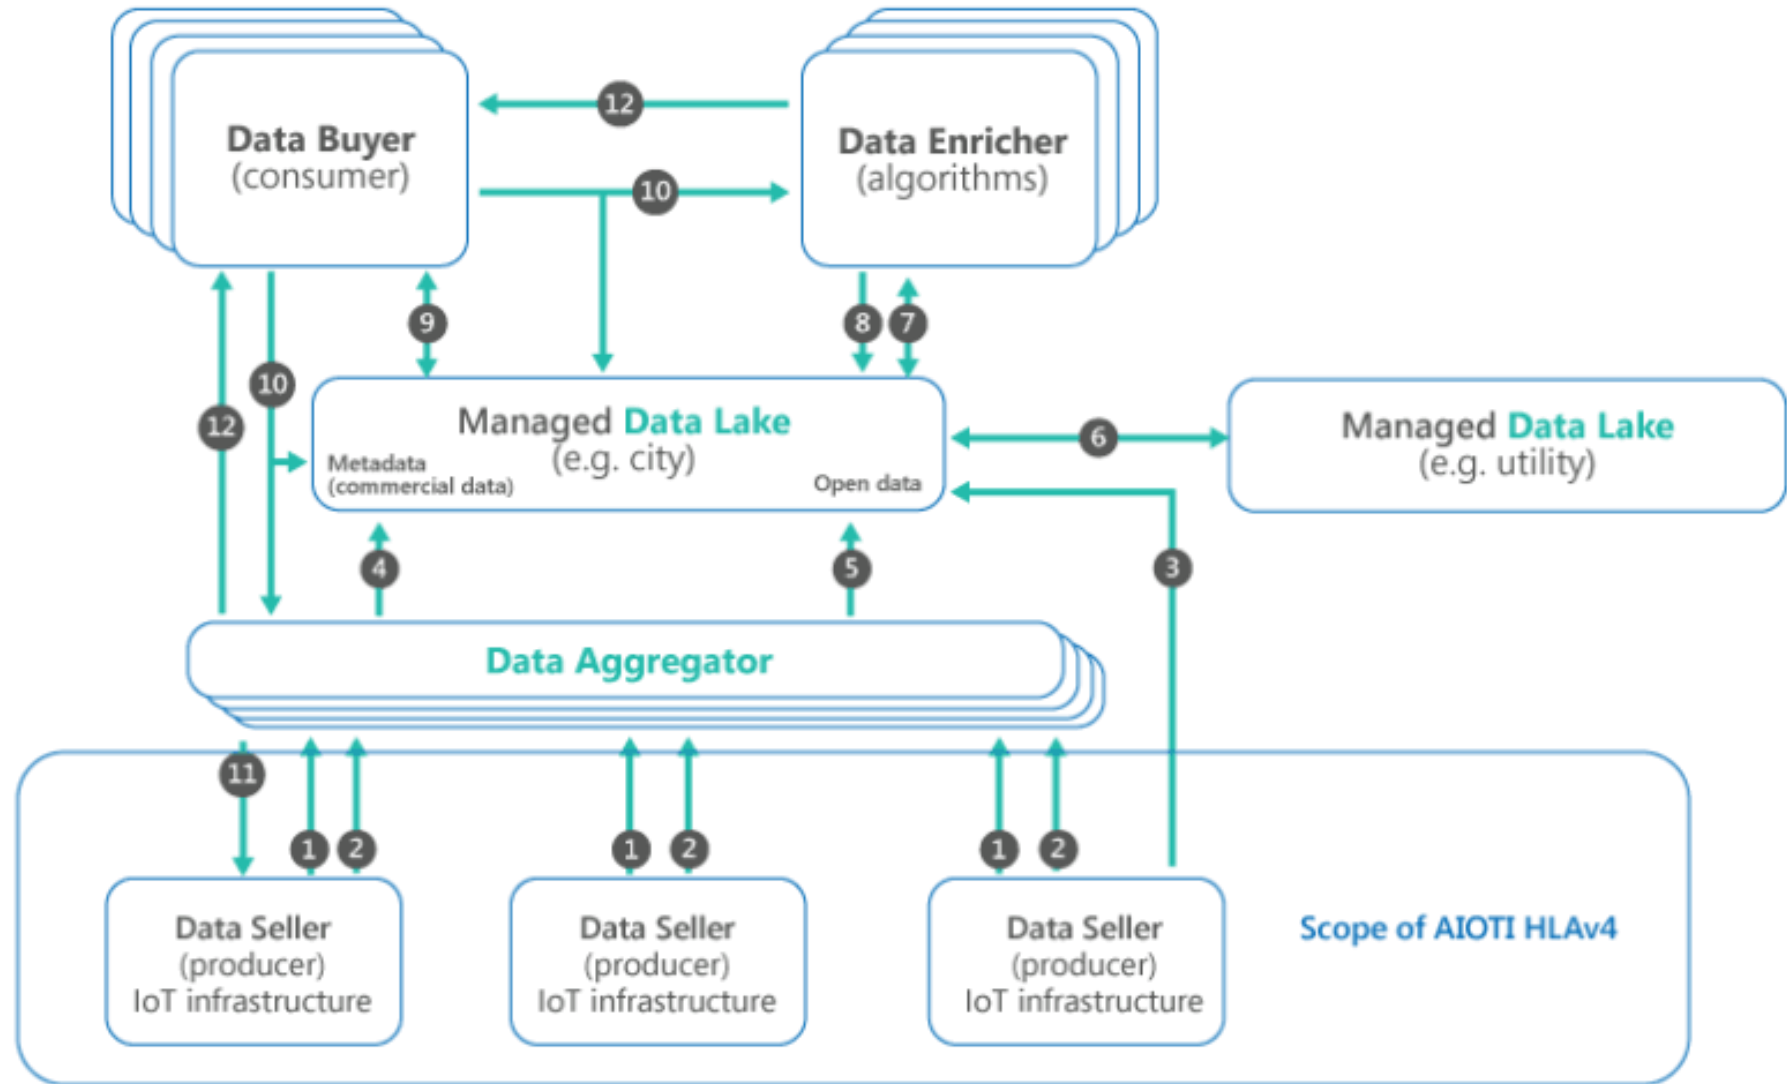 Data Buyer
(consumer)
12
Data Enricher
(algorithms)
10
9
8
7
10
12
Managed Data Lake
(e.g. city)
Metadata
(commercial data)
Open data
6
Managed Data Lake
(e.g. utility)
4
5
3
Data Aggregator
11
1
2
1
2
1
2
Data Seller
(producer)
IoT infrastructure
Data Seller
(producer)
IoT infrastructure
Data Seller
(producer)
IoT infrastructure
Scope of AIOTI HLAv4